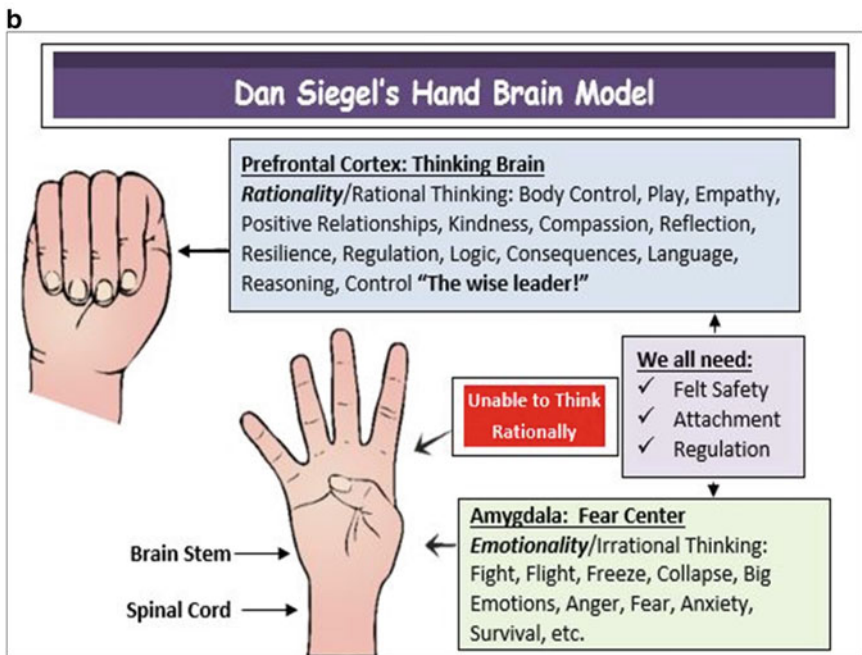 b
Dan Siegel's Hand Brain Model
Prefrontal Cortex: Thinking Brain
Rationality/Rational Thinking: Body Control, Play, Empathy,
Positive Relationships, Kindness, Compassion, Reflection,
Resilience, Regulation, Logic, Consequences, Language,
Reasoning, Control “The wise leader!”
We all need:
✓ Felt Safety
✓ Attachment
✓ Regulation
Unable to Think
Rationally
Amygdala: Fear Center
Emotionality/Irrational Thinking:
Fight, Flight, Freeze, Collapse, Big
Emotions, Anger, Fear, Anxiety,
Survival, etc.
Brain Stem
Spinal Cord